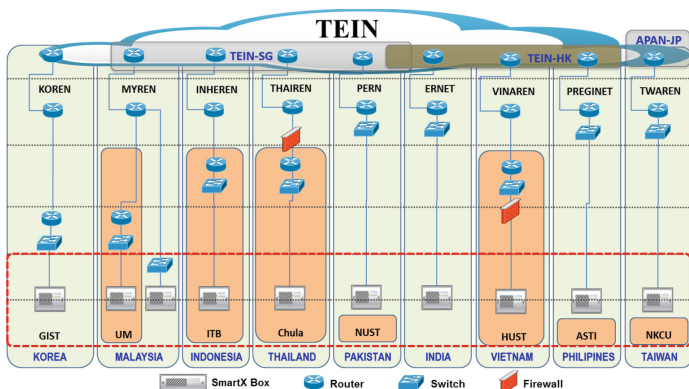 TEIN
APAN-JP
TEIN-SG
TEIN-HK
KOREN
MYREN
INHEREN
THAIREN
PERN
ERNET
VINAREN
PREGINET
TWAREN
GIST
UM
ITB
Chula
NUST
HUST
ASTI
NKCU
KOREA
MALAYSIA
INDONESIA
THAILAND
PAKISTAN
INDIA
VIETNAM
PHILIPINES
TAIWAN
SmartX Box
Router
Switch
Firewall